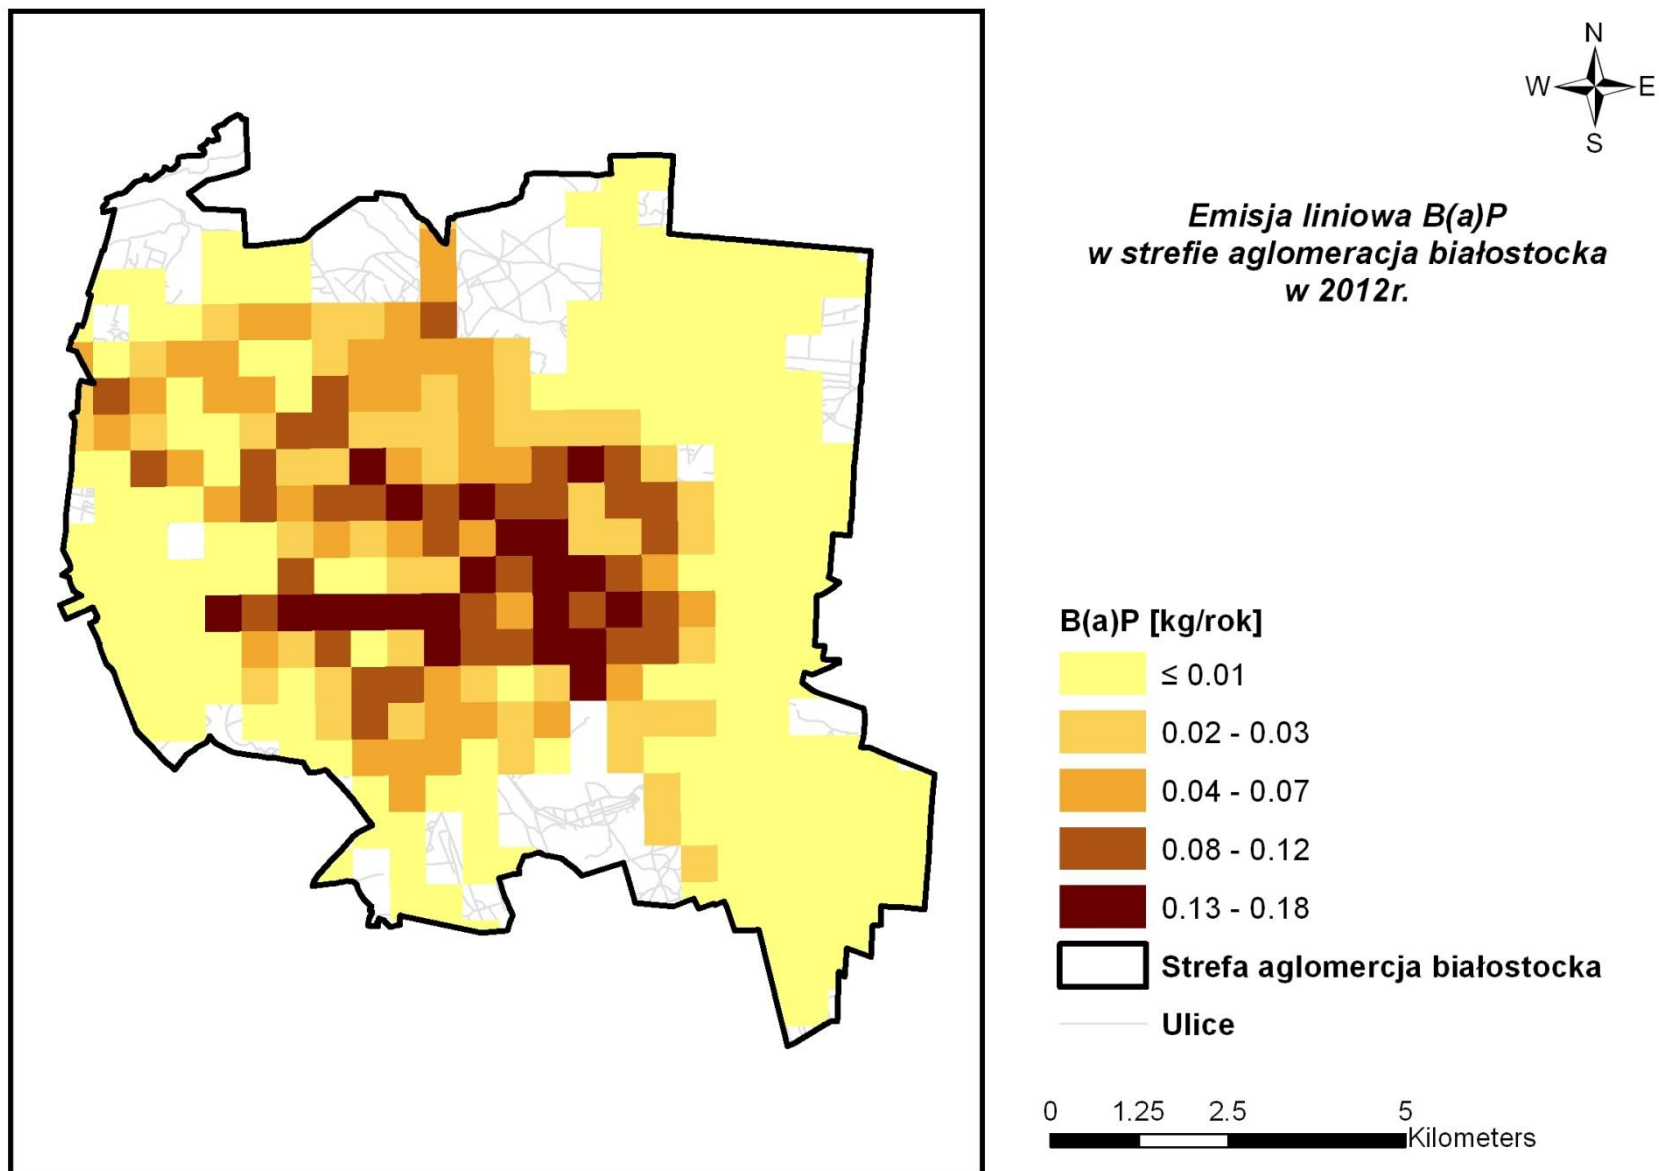 N
W E
S
Emisja liniowa B(a)P
w strefie aglomeracja białostocka
w 2012r.
B(a)P [kg/rok]
≤ 0.01
0.02 - 0.03
0.04 - 0.07
0.08 - 0.12
0.13 - 0.18
Strefa aglomercja białostocka
Ulice
0 1.25 2.5 5
Kilometers